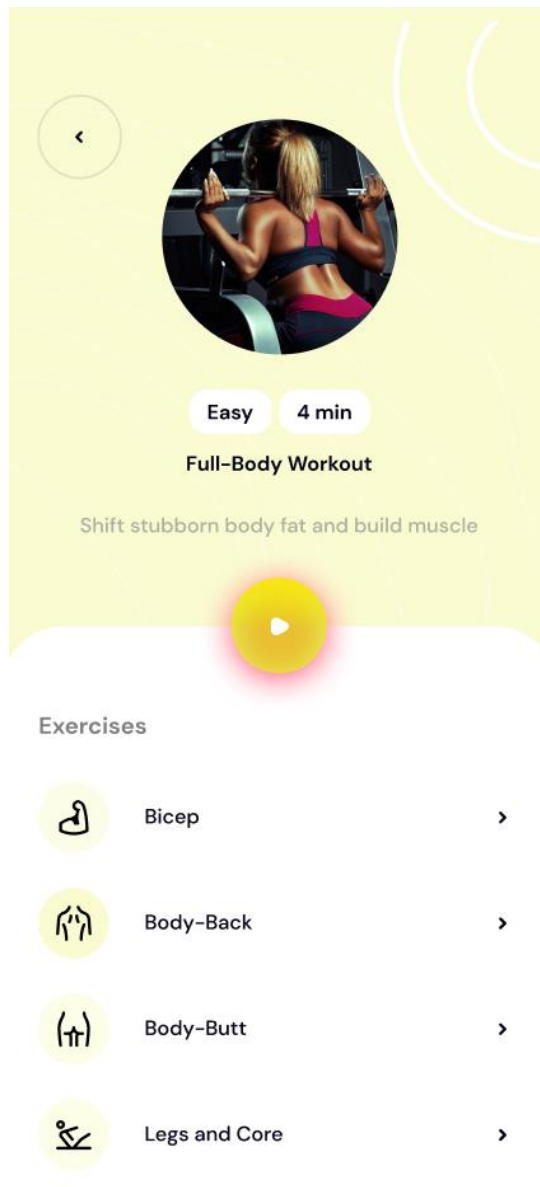 Easy
4 min
Full-Body Workout
Shift stubborn body fat and build muscle
Exercises
Bicep
Body-Back
Body-Butt
Legs and Core